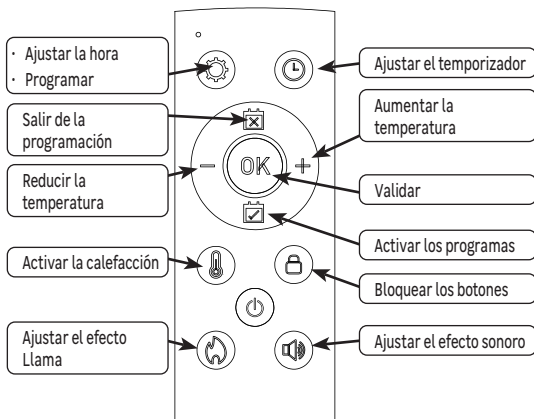 · Ajustar la hora
· Programar
Ajustar el temporizador
Salir de la
programación
Aumentar la
temperatura
OK
Reducir la
temperatura
Validar
Activar los programas
Activar la calefacción
Bloquear los botones
Ajustar el efecto
Llama
Ajustar el efecto sonoro